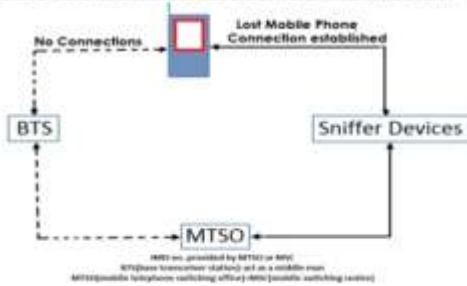 Lost Mobile Phone
Connection established
No Connections
BTS
Sniffer Devices
MTSO
IMEI no. provided by MTSO or MSC
BTS(base transceiver station): act as a middle man
MTSO(mobile telephone switching office)-MSC(mobile switching centre)